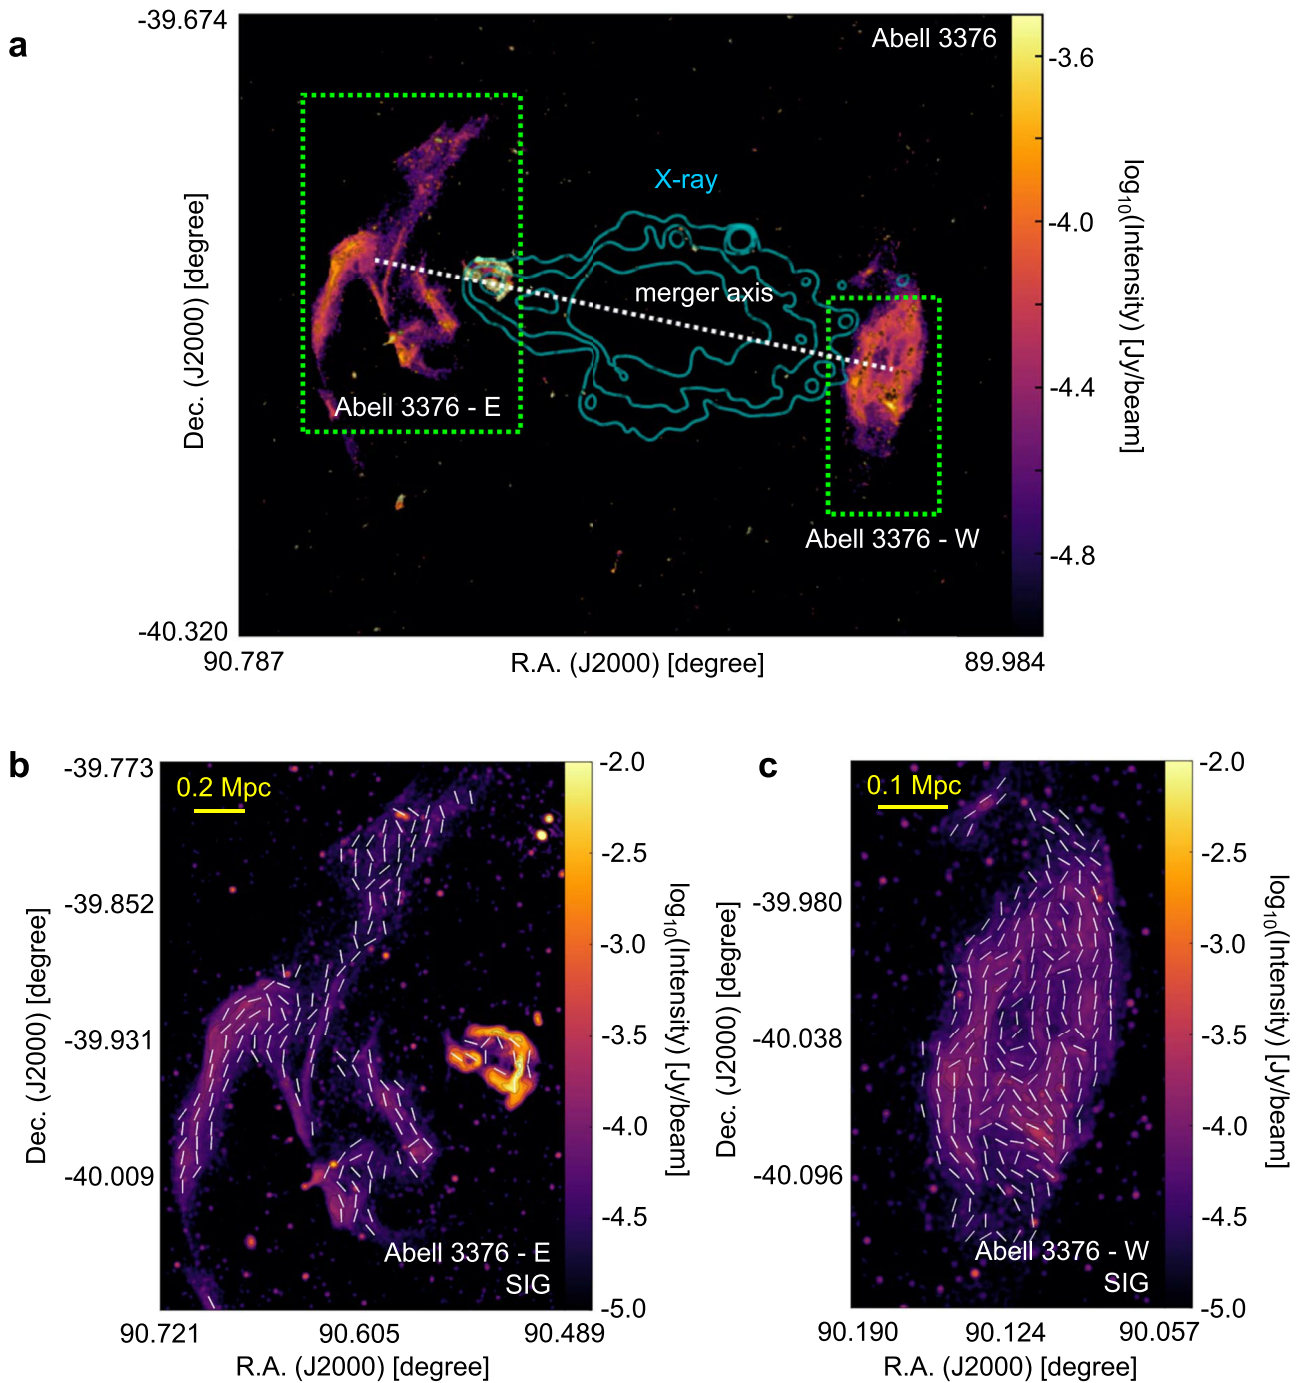 a
-39.674
Abell 3376
-3.6
X-ray
-4.0
merger axis
log10(Intensity) [Jy/beam]
Dec. (J2000) [degree]
-4.4
Abell 3376 - E
Abell 3376 - W
-4.8
-40.320
90.787
R.A. (J2000) [degree]
89.984
b
-39.773
0.2 Mpc
-2.0
-2.5
-39.852
-3.0
log10(Intensity) [Jy/beam]
Dec. (J2000) [degree]
-39.931
-3.5
-4.0
-40.009
-4.5
Abell 3376 - E
SIG
-5.0
90.721
90.605
90.489
R.A. (J2000) [degree]
c
0.1 Mpc
-2.0
-2.5
-39.980
-3.0
log10(Intensity) [Jy/beam]
Dec. (J2000) [degree]
-40.038
-3.5
-4.0
-40.096
-4.5
Abell 3376 - W
SIG
-5.0
90.190
90.124
90.057
R.A. (J2000) [degree]